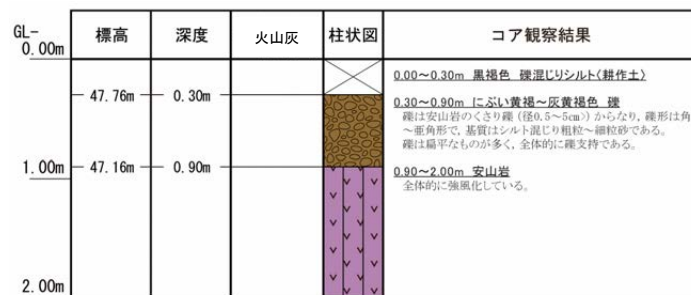 GL-
0.00m
標高
深度
火山灰
柱状図
コア観察結果
0.00～0.30m 黒褐色 礫混じりシルト〈耕作土〉
47.76m
0.30m
0.30～0.90m にぶい黄褐～灰黄褐色 礫
礫は安山岩のくさり礫（径0.5～5cm）からなり，礫形は角
～亜角形で，基質はシルト混じり粗粒～細粒砂である。
礫は扁平なものが多く，全体的に礫支持である。
1.00m
47.16m
0.90m
0.90～2.00m 安山岩
全体的に強風化している。
2.00m